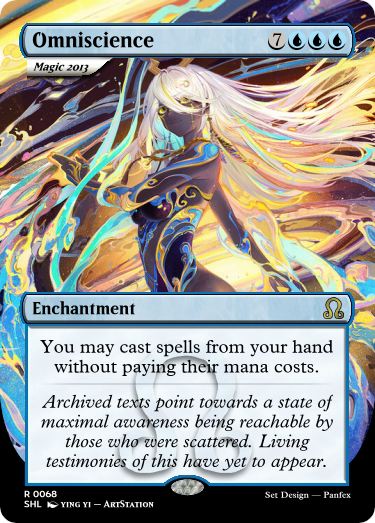 Omniscience 7
Magic 2013
Enchantment
You may cast spells from your hand
without paying their mana costs.
Archived texts point towards a state of
maximal awareness being reachable by
those who were scattered. Living
testimonies of this have yet to appear.
R 0068
SHL YING YI — ARTSTATION
Set Design — Panfex